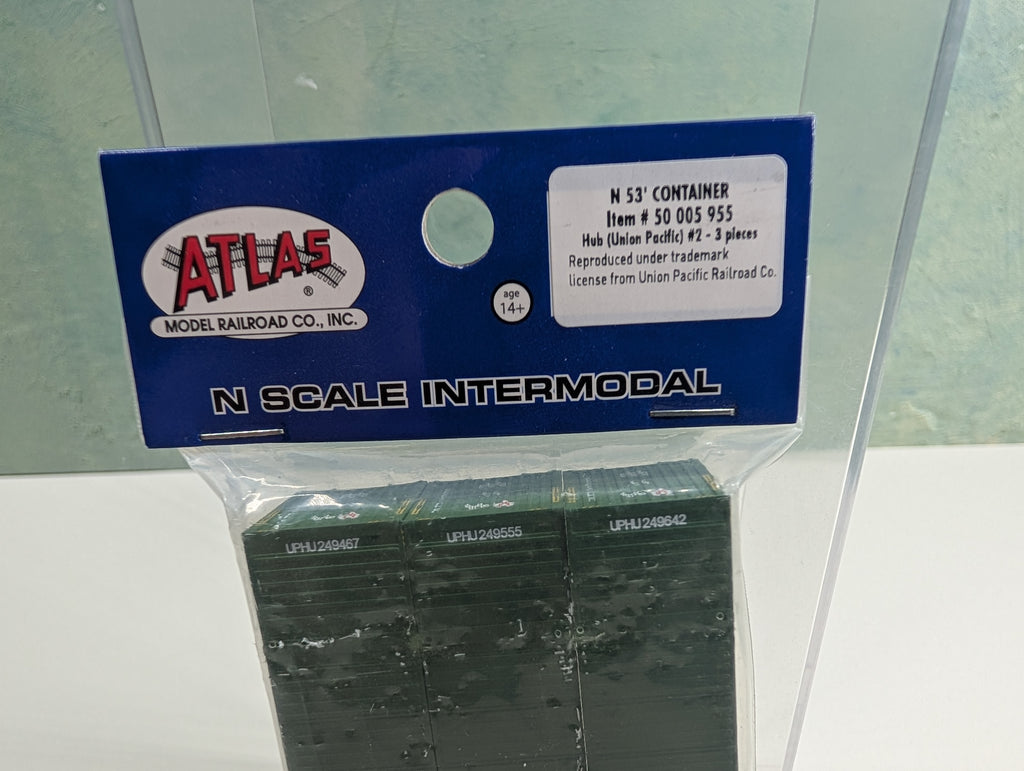 ATLAS
®
MODEL RAILROAD CO., INC.
age
14+
N 53' CONTAINER
Item # 50 005 955
Hub (Union Pacific) #2 - 3 pieces
Reproduced under trademark
license from Union Pacific Railroad Co.
N SCALE INTERMODAL
UPHU 249467
UPHU 249555
UPHU 249642